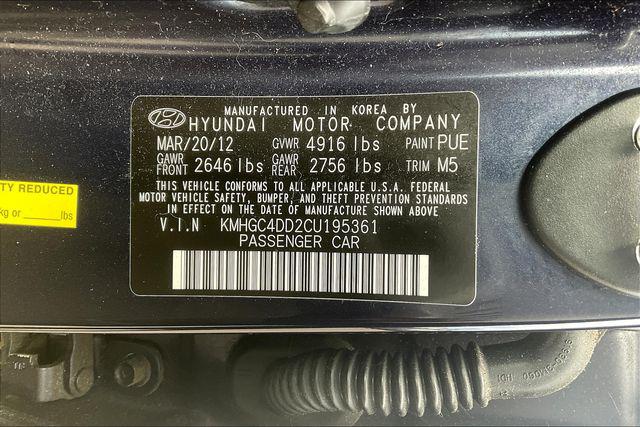 MANUFACTURED IN KOREA BY
HYUNDAI MOTOR COMPANY
MAR/20/12 GVWR 4916 lbs PAINT PUE
GAWR FRONT 2646 lbs GAWR REAR 2756 lbs TRIM M5
THIS VEHICLE CONFORMS TO ALL APPLICABLE U.S.A. FEDERAL
MOTOR VEHICLE SAFETY, BUMPER, AND THEFT PREVENTION STANDARDS
IN EFFECT ON THE DATE OF MANUFACTURE SHOWN ABOVE
V.I.N KMHGC4DD2CU195361
PASSENGER CAR
TY REDUCED
kg or ______lbs